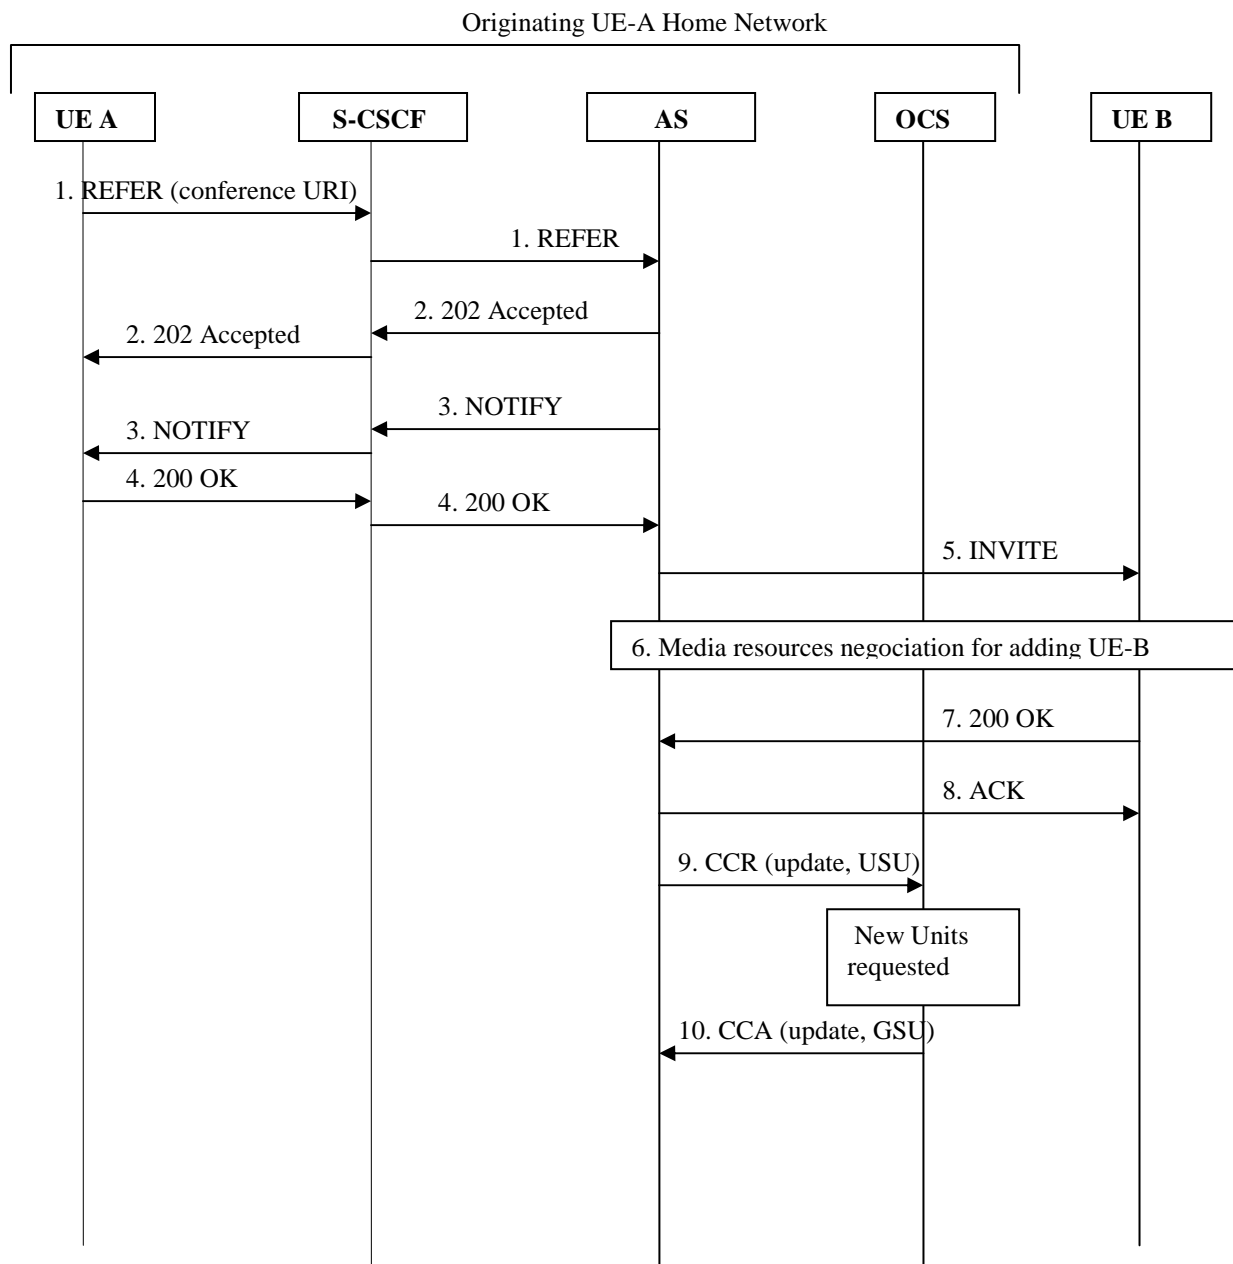 Originating UE-A Home Network
UE A
S-CSCF
AS
OCS
UE B
1. REFER (conference URI)
1. REFER
2. 202 Accepted
2. 202 Accepted
3. NOTIFY
3. NOTIFY
4. 200 OK
4. 200 OK
5. INVITE
6. Media resources negociation for adding UE-B
7. 200 OK
8. ACK
9. CCR (update, USU)
New Units
requested
10. CCA (update, GSU)